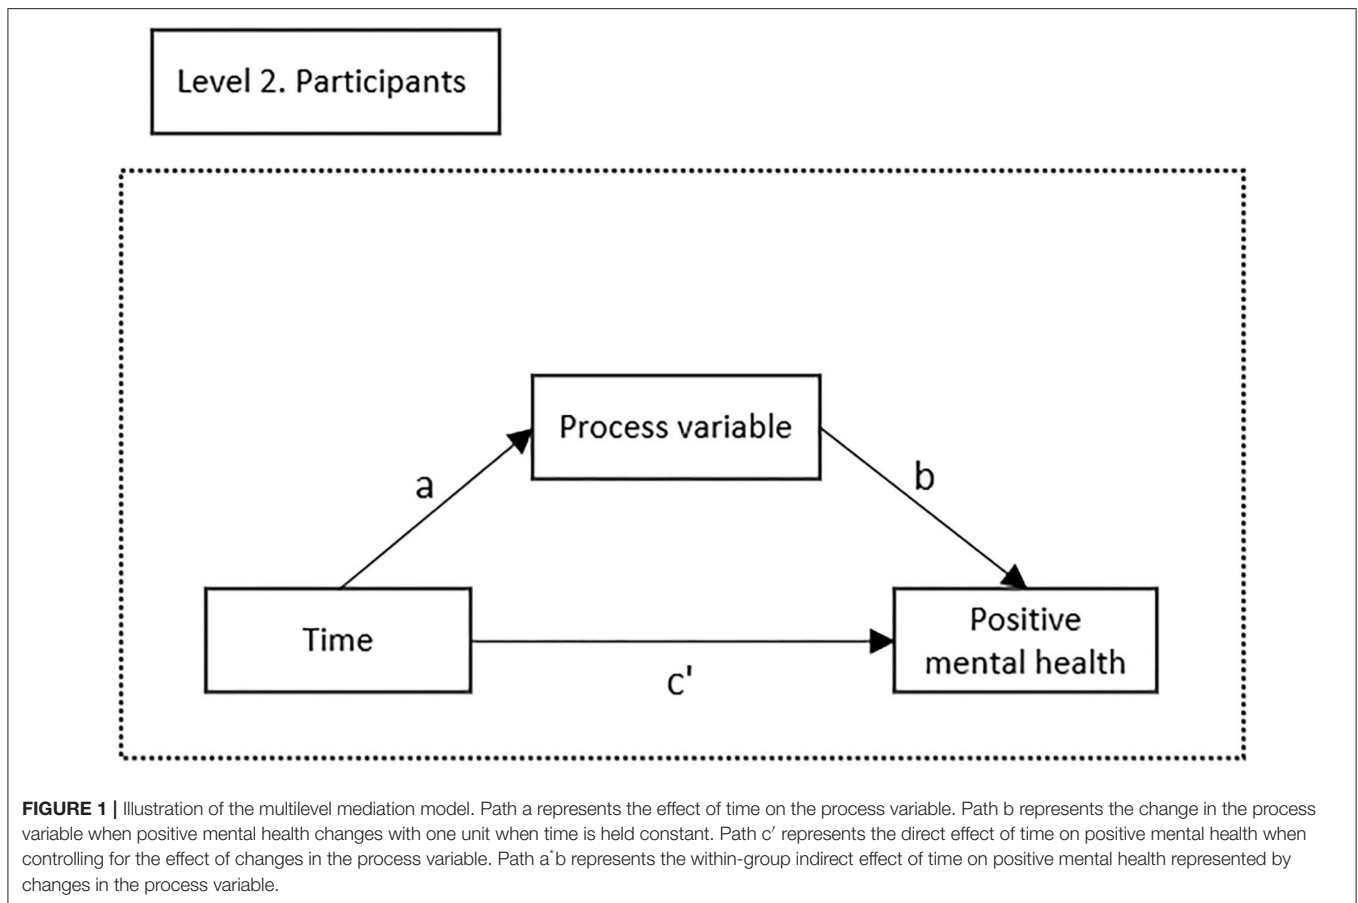 Level 2. Participants
Process variable
a
b
Time
Positive
mental health
c'
FIGURE 1 | Illustration of the multilevel mediation model. Path a represents the effect of time on the process variable. Path b represents the change in the process
variable when positive mental health changes with one unit when time is held constant. Path c′ represents the direct effect of time on positive mental health when
controlling for the effect of changes in the process variable. Path a*b represents the within-group indirect effect of time on positive mental health represented by
changes in the process variable.